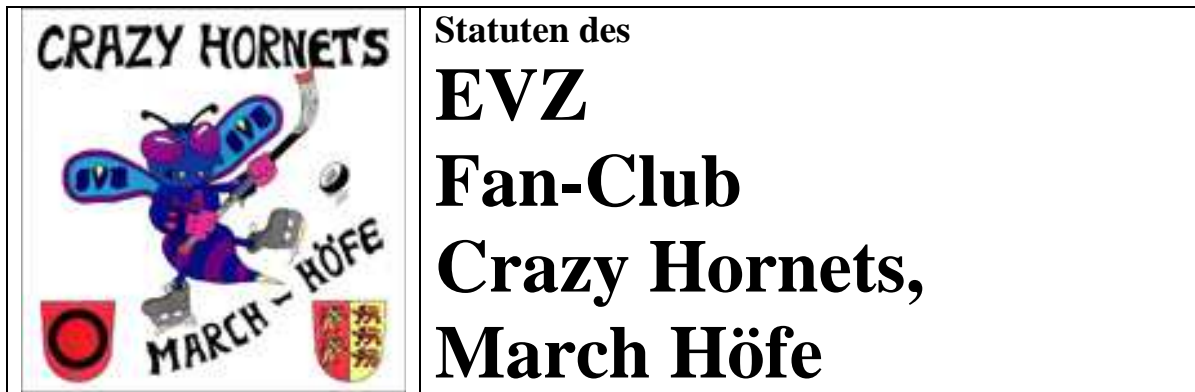 CRAZY HORNETS
EVZ
EVZ
MARCH - HÖFE
Statuten des
EVZ
Fan-Club
Crazy Hornets,
March Höfe